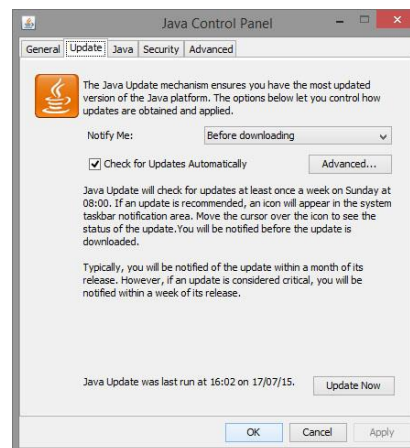 Java Control Panel
General Update Java Security Advanced
The Java Update mechanism ensures you have the most updated
version of the Java platform. The options below let you control how
updates are obtained and applied.
Notify Me: Before downloading
Check for Updates Automatically Advanced...
Java Update will check for updates at least once a week on Sunday at
08:00. If an update is recommended, an icon will appear in the system
taskbar notification area. Move the cursor over the icon to see the
status of the update.You will be notified before the update is
downloaded.
Typically, you will be notified of the update within a month of its
release. However, if an update is considered critical, you will be
notified within a week of its release.
Java Update was last run at 16:02 on 17/07/15. Update Now
OK Cancel Apply